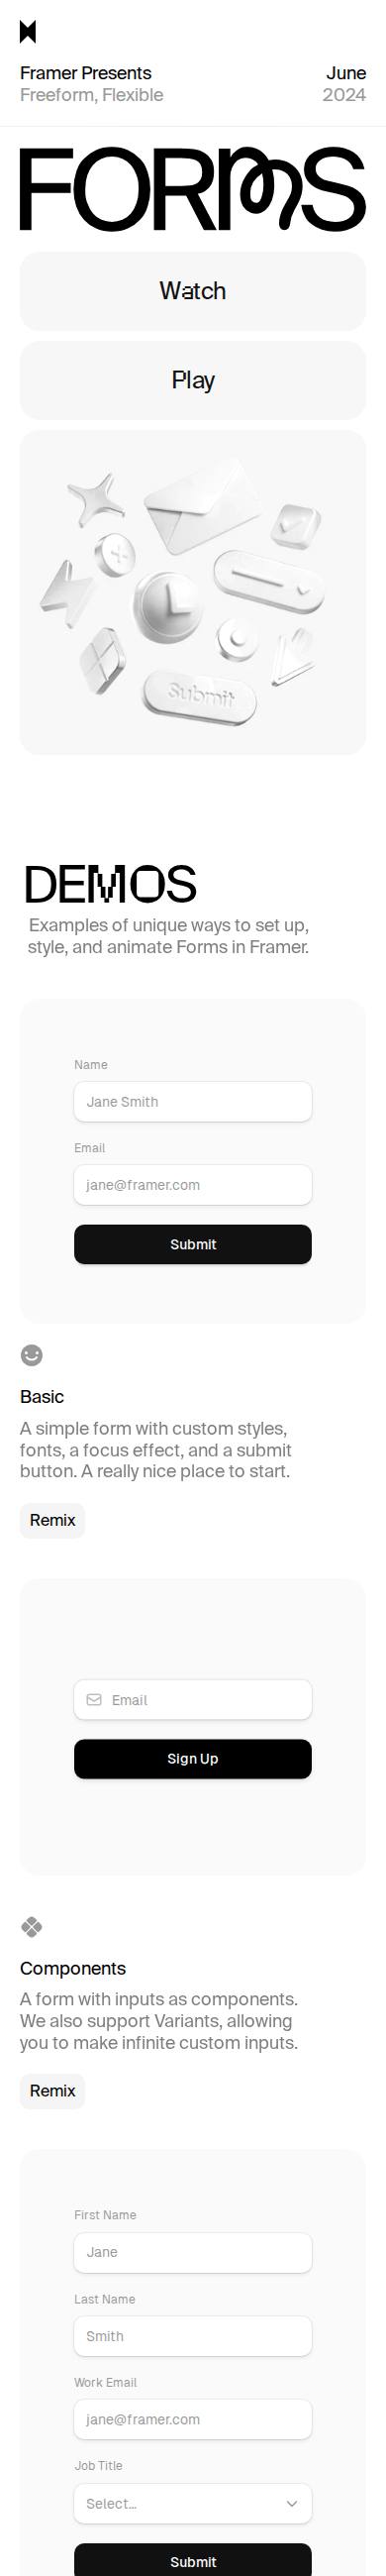 Framer Presents
Freeform, Flexible
June
2024
FORMS
Watch
Play
Submit
DEMOS
Examples of unique ways to set up,
style, and animate Forms in Framer.
Name
Jane Smith
Email
jane@framer.com
Submit
Basic
A simple form with custom styles,
fonts, a focus effect, and a submit
button. A really nice place to start.
Remix
Email
Sign Up
Components
A form with inputs as components.
We also support Variants, allowing
you to make infinite custom inputs.
Remix
First Name
Jane
Last Name
Smith
Work Email
jane@framer.com
Job Title
Select...
Submit